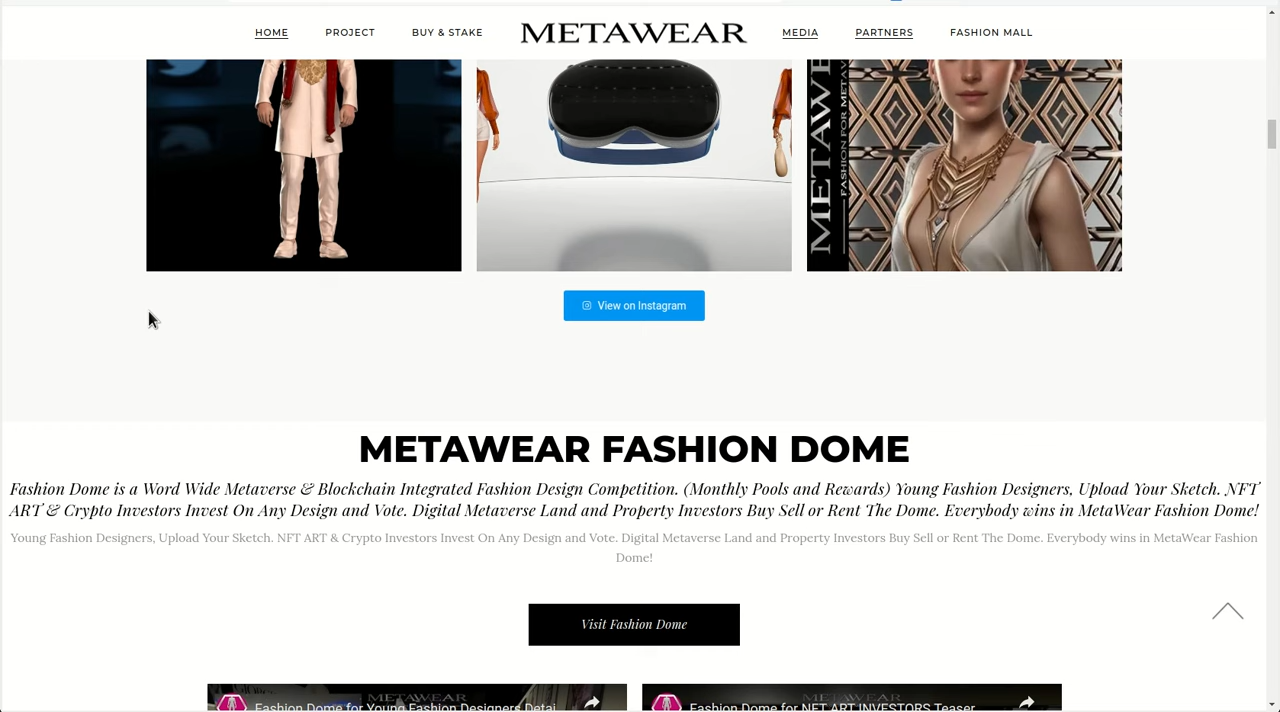 HOME
PROJECT
BUY & STAKE
METAWEAR
MEDIA
PARTNERS
FASHION MALL
METAWE
FASHION FOR METAV
View on Instagram
METAWEAR FASHION DOME
Fashion Dome is a Word Wide Metaverse & Blockchain Integrated Fashion Design Competition. (Monthly Pools and Rewards) Young Fashion Designers, Upload Your Sketch. NFT
ART & Crypto Investors Invest On Any Design and Vote. Digital Metaverse Land and Property Investors Buy Sell or Rent The Dome. Everybody wins in MetaWear Fashion Dome!
Young Fashion Designers, Upload Your Sketch. NFT ART & Crypto Investors Invest On Any Design and Vote. Digital Metaverse Land and Property Investors Buy Sell or Rent The Dome. Everybody wins in MetaWear Fashion
Dome!
Visit Fashion Dome
METAWEAR
Fashion Dome for Young Fashion Designers Detai
METAWEAR
Fashion Dome for NFT ART INVESTORS Teaser